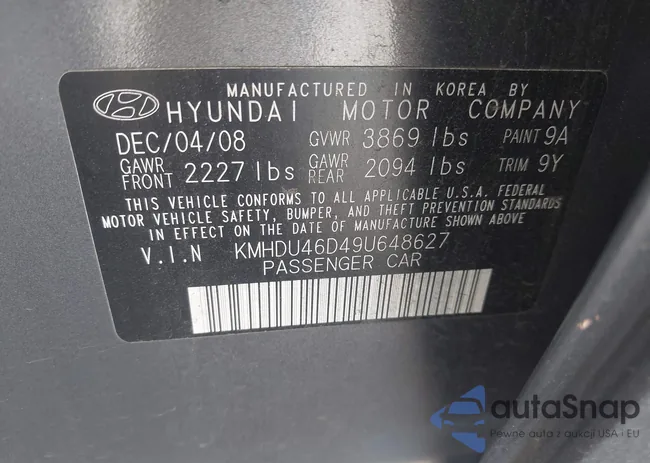 MANUFACTURED IN KOREA BY
HYUNDAI MOTOR COMPANY
DEC/04/08 GVWR 3869 lbs PAINT 9A
GAWR FRONT 2227 lbs GAWR REAR 2094 lbs TRIM 9Y
THIS VEHICLE CONFORMS TO ALL APPLICABLE U.S.A. FEDERAL
MOTOR VEHICLE SAFETY, BUMPER, AND THEFT PREVENTION STANDARDS
IN EFFECT ON THE DATE OF MANUFACTURE SHOWN ABOVE
V.I.N KMHDU46D49U648627
PASSENGER CAR
autaSnap
Pewne auta z aukcji USA i EU